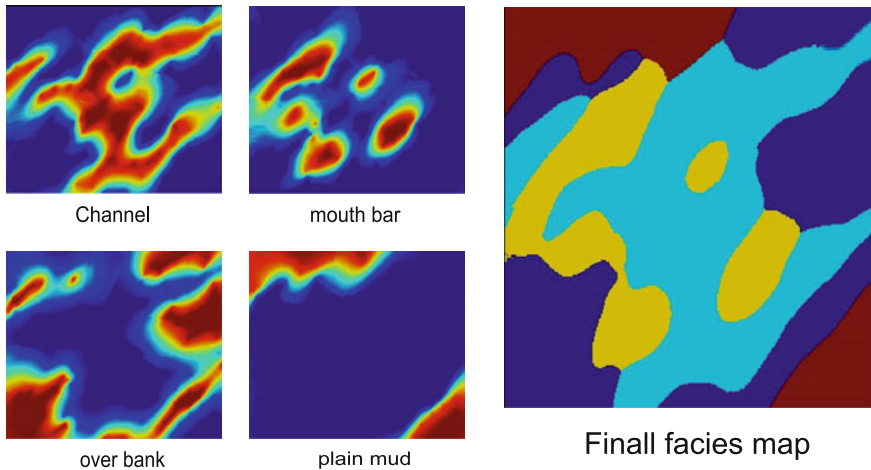 Channel
mouth bar
over bank
plain mud
Finall facies map